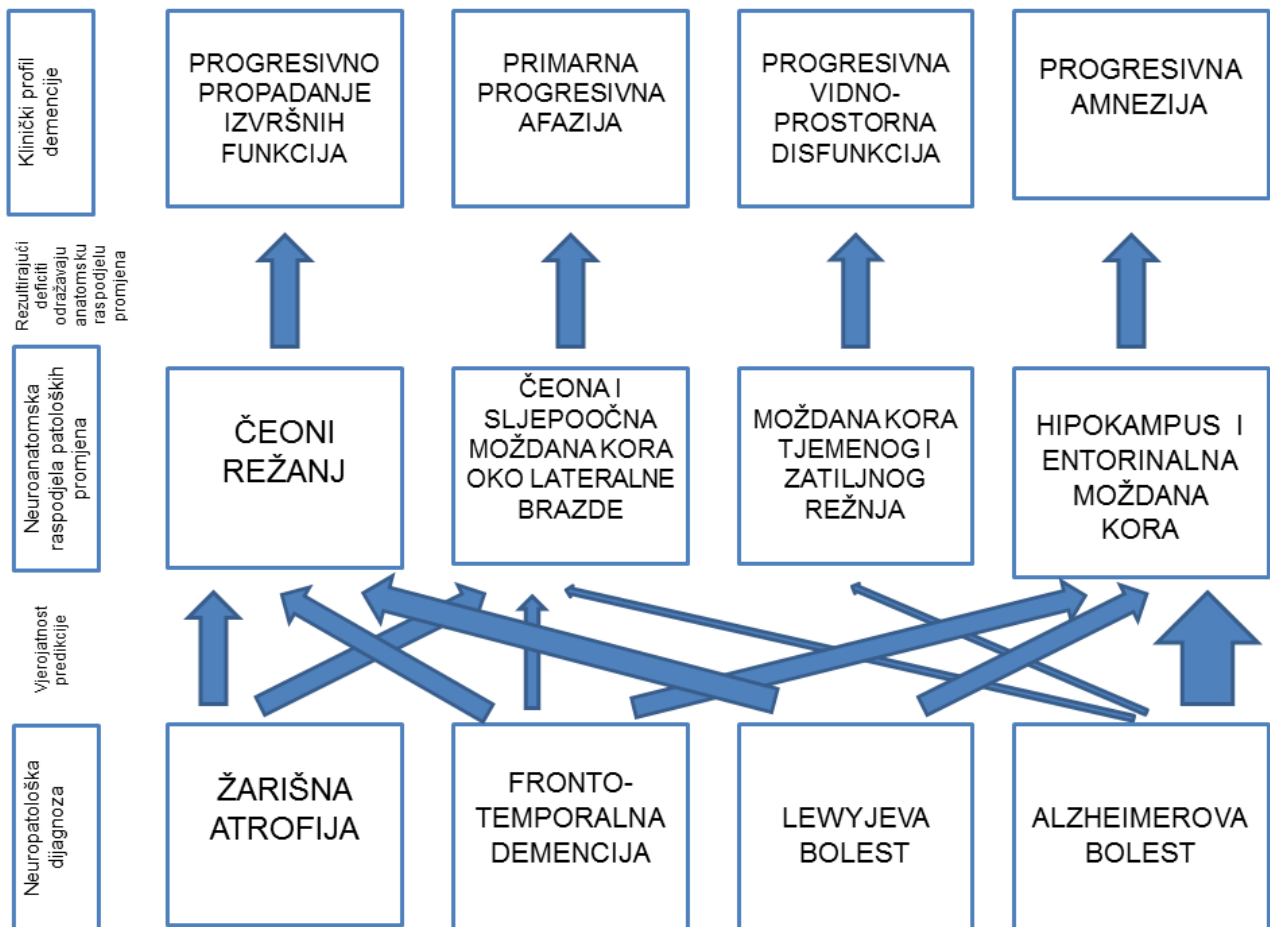 Klinički profil
demencije
PROGRESIVNO
PROPADANJE
IZVRŠNIH
FUNKCIJA
PRIMARNA
PROGRESIVNA
AFAZIJA
PROGRESIVNA
VIDNO-
PROSTORNA
DISFUNKCIJA
PROGRESIVNA
AMNEZIJA
Rezultirajući
deficiti
odražavaju
anatomsku
raspodjelu
promjena
Neuroanatomska
raspodjela patoloških
promjena
ČEONI
REŽANJ
ČEONA I
SLJEPOOČNA
MOŽDANA KORA
OKO LATERALNE
BRAZDE
MOŽDANA KORA
TJEMENOG I
ZATILJNOG
REŽNJA
HIPOKAMPUS I
ENTORINALNA
MOŽDANA
KORA
Vjerojatnost
predikcije
Neuropatološka
dijagnoza
ŽARIŠNA
ATROFIJA
FRONTO-
TEMPORALNA
DEMENCIJA
LEWYJEVA
BOLEST
ALZHEIMEROVA
BOLEST